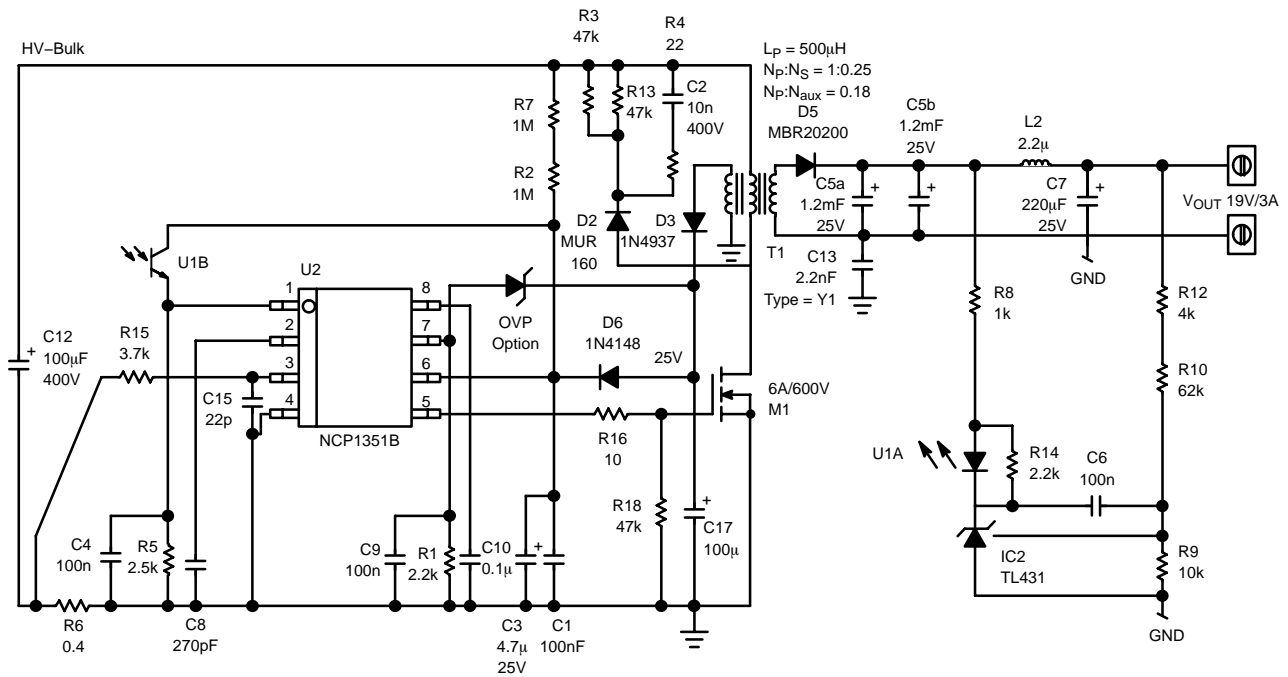 HV–Bulk
R3
47k
R4
22
R13
47k
C2
10n
400V
LP = 500μH
NP:NS = 1:0.25
NP:Naux = 0.18
D5
MBR20200
C5b
1.2mF
25V
L2
2.2μ
R7
1M
R2
1M
C5a
1.2mF
25V
C7
220μF
25V
VOUT 19V/3A
D2
MUR
160
1N4937
D3
T1
C13
2.2nF
Type = Y1
GND
U1B
U2
1
2
3
4
8
7
6
5
NCP1351B
OVP
Option
D6
1N4148
25V
R8
1k
R12
4k
C12
100μF
400V
R15
3.7k
C15
22p
R16
10
6A/600V
M1
R10
62k
U1A
R14
2.2k
C6
100n
R18
47k
C17
100μ
C4
100n
R5
2.5k
C9
100n
R1
2.2k
C10
0.1μ
IC2
TL431
R9
10k
R6
0.4
C8
270pF
C3
4.7μ
25V
C1
100nF
GND
+
+
+
+
+
+